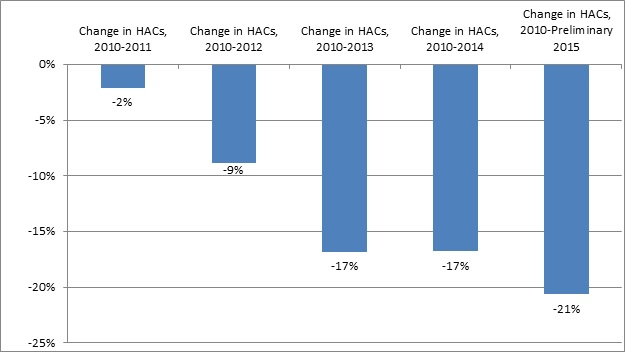 Change in HACs,
2010-2011
Change in HACs,
2010-2012
Change in HACs,
2010-2013
Change in HACs,
2010-2014
Change in HACs,
2010-Preliminary
2015
0%
-5%
-10%
-15%
-20%
-25%
-2%
-9%
-17%
-17%
-21%